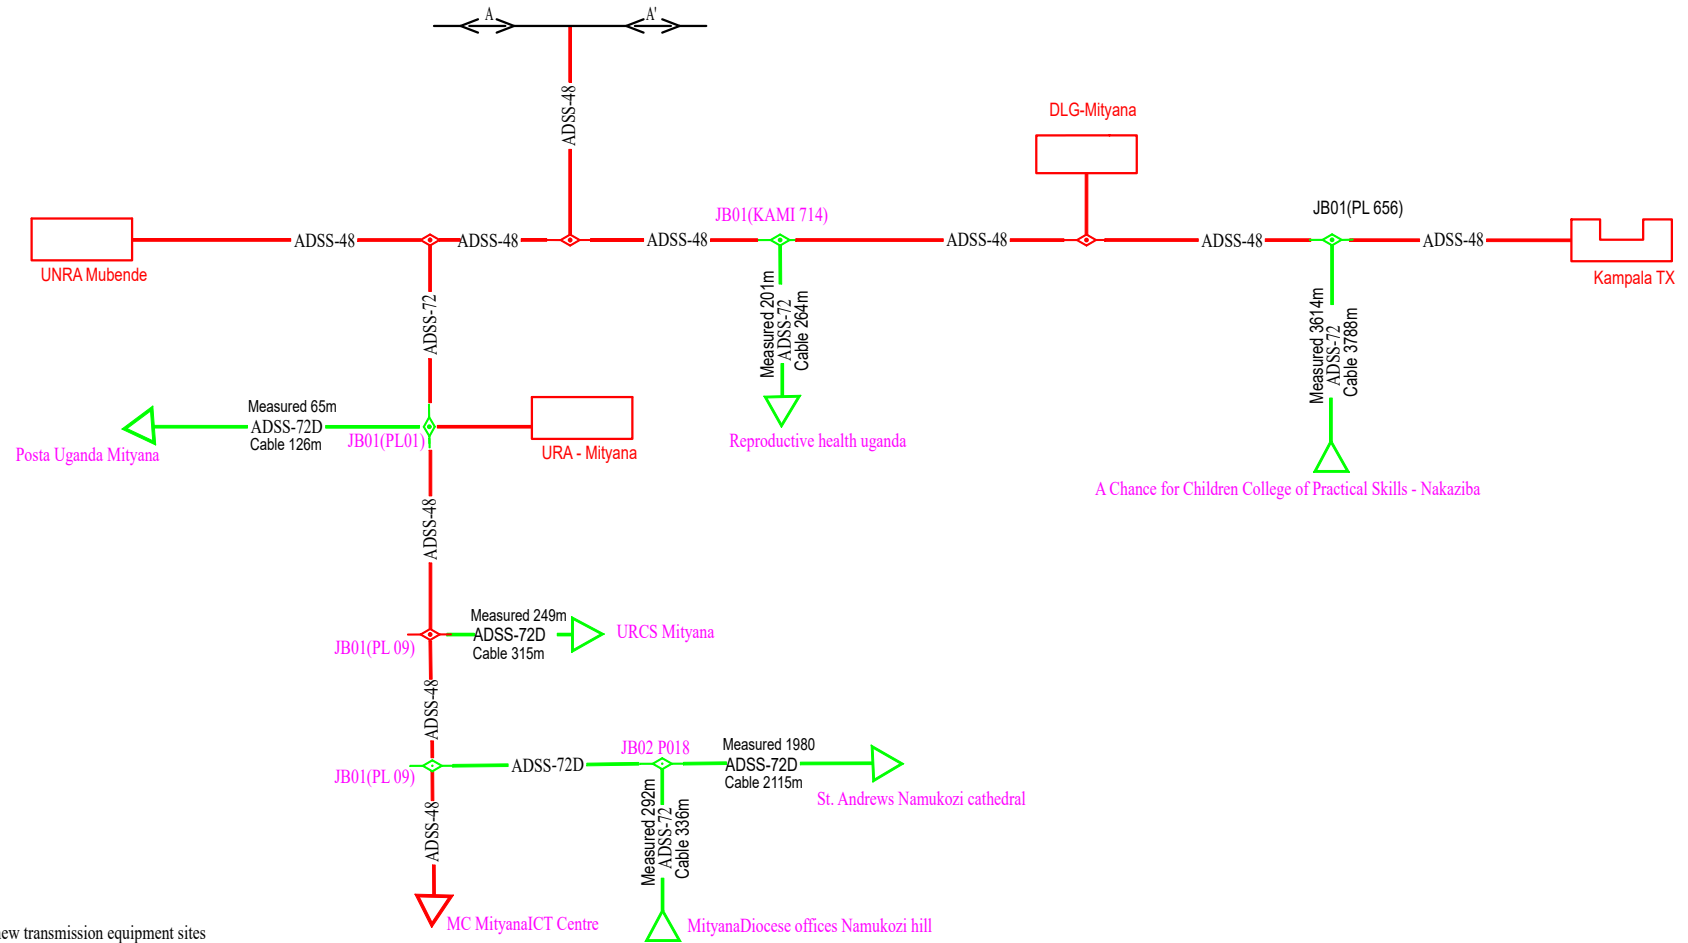 A
A'
ADSS-48
DLG-Mityana
JB01(KAMI 714)
JB01(PL 656)
ADSS-48
ADSS-48
ADSS-48
ADSS-48
ADSS-48
ADSS-48
UNRA Mubende
Kampala TX
ADSS-72
Measured 201m
ADSS-72
Cable 264m
Measured 3614m
ADSS-72
Cable 3788m
Measured 65m
ADSS-72D
Cable 126m
JB01(PL01)
URA - Mityana
Posta Uganda Mityana
Reproductive health uganda
A Chance for Children College of Practical Skills - Nakaziba
ADSS-48
Measured 249m
ADSS-72D
Cable 315m
URCS Mityana
JB01(PL 09)
ADSS-48
JB02 P018
Measured 1980
ADSS-72D
ADSS-72D
Cable 2115m
JB01(PL 09)
St. Andrews Namukozi cathedral
ADSS-48
Measured 292m
ADSS-72
Cable 336m
MC MityanaICT Centre
MityanaDiocese offices Namukozi hill
new transmission equipment sites